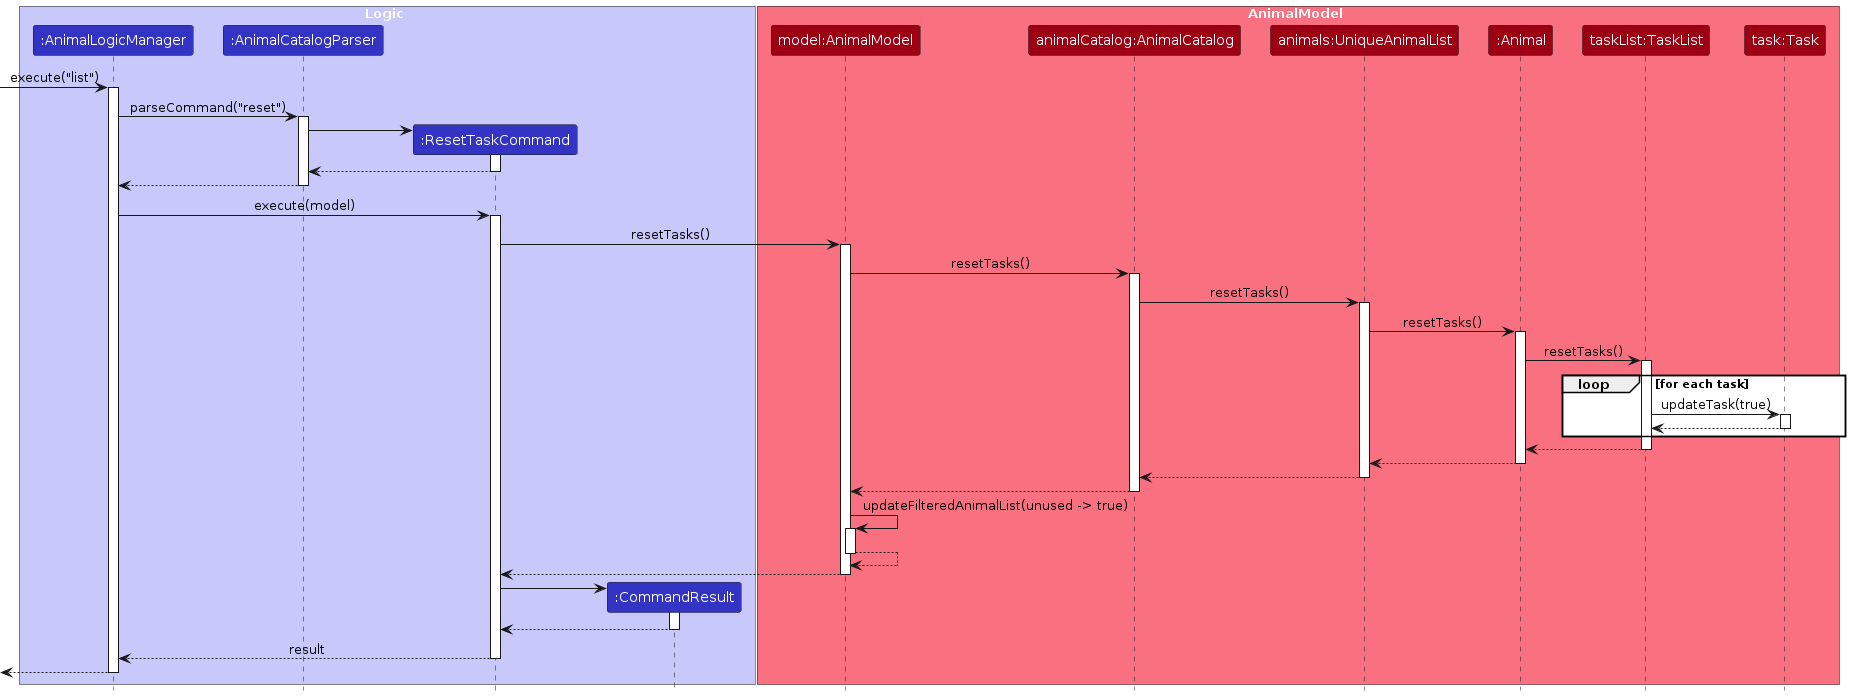 Logic
AnimalModel
:AnimalLogicManager
:AnimalCatalogParser
model:AnimalModel
animalCatalog:AnimalCatalog
animals:UniqueAnimalList
:Animal
taskList:TaskList
task:Task
execute("list")
parseCommand("reset")
:ResetTaskCommand
execute(model)
resetTasks()
resetTasks()
resetTasks()
resetTasks()
resetTasks()
loop
[for each task]
updateTask(true)
updateFilteredAnimalList(unused -> true)
:CommandResult
result